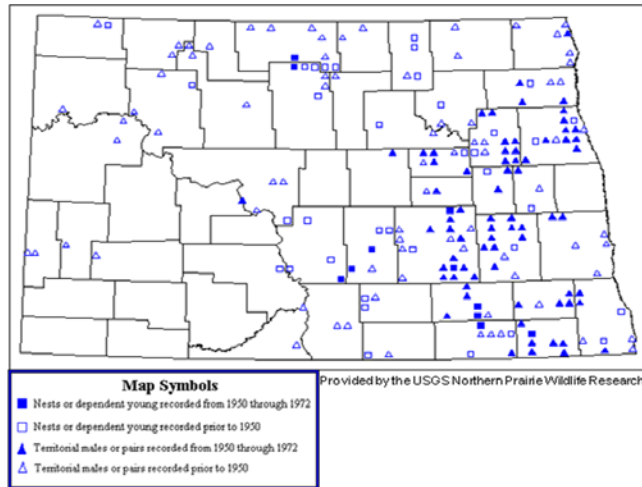 Map Symbols
Provided by the USGS Northern Prairie Wildlife Research
Nests or dependent young recorded from 1950 through 1972
Nests or dependent young recorded prior to 1950
Territorial males or pairs recorded from 1950 through 1972
Territorial males or pairs recorded prior to 1950